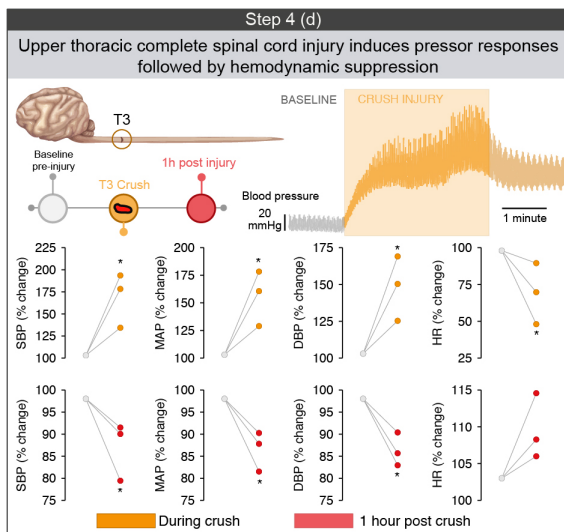 Step 4 (d)
Upper thoracic complete spinal cord injury induces pressor responses
followed by hemodynamic suppression
T3
BASELINE
CRUSH INJURY
Baseline
pre-injury
1h post injury
T3 Crush
Blood pressure
20
mmHg
1 minute
SBP (% change)
225
200
175
150
125
100
*
MAP (% change)
200
175
150
125
100
*
DBP (% change)
175
150
125
100
*
HR (% change)
100
75
50
25
*
SBP (% change)
100
95
90
85
80
75
*
MAP (% change)
100
95
90
85
80
75
*
DBP (% change)
100
95
90
85
80
75
*
HR (% change)
115
110
105
100
During crush
1 hour post crush